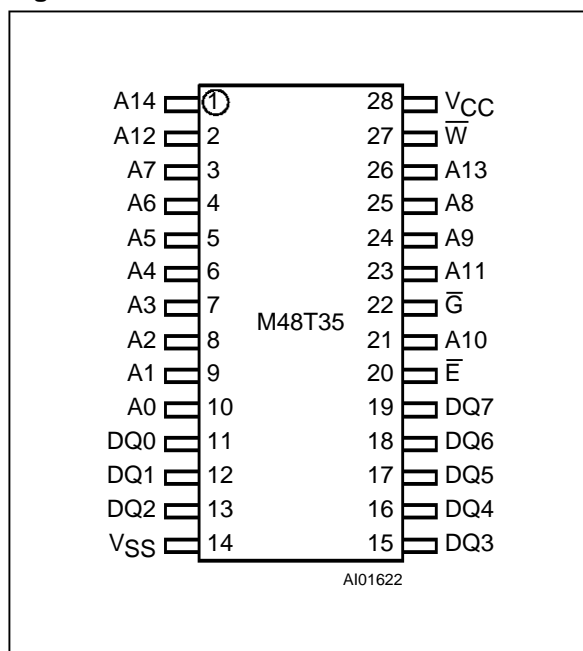 A14 1 28 VCC
A12 2 27 W̅
A7 3 26 A13
A6 4 25 A8
A5 5 24 A9
A4 6 23 A11
A3 7 22 G̅
M48T35
A2 8 21 A10
A1 9 20 E̅
A0 10 19 DQ7
DQ0 11 18 DQ6
DQ1 12 17 DQ5
DQ2 13 16 DQ4
VSS 14 15 DQ3
AI01622